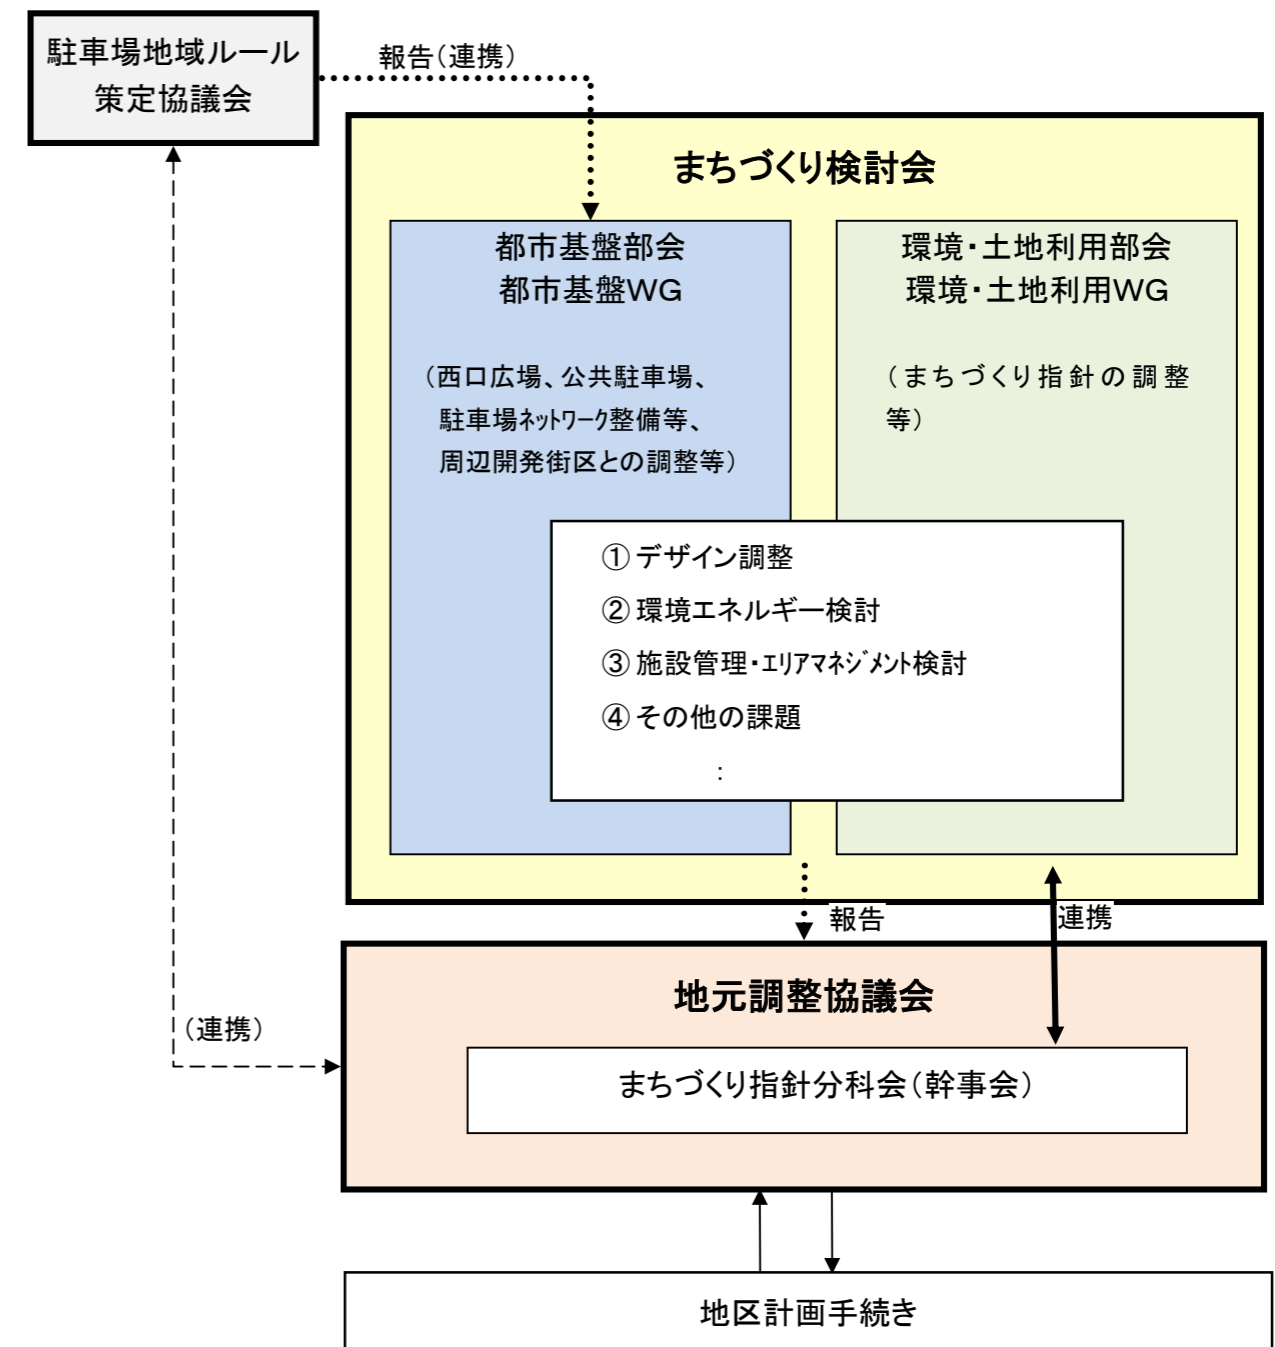 駐車場地域ルール
策定協議会
報告(連携)
まちづくり検討会
都市基盤部会
都市基盤WG
(西口広場、公共駐車場、
駐車場ネットワーク整備等、
周辺開発街区との調整等)
環境・土地利用部会
環境・土地利用WG
(まちづくり指針の調整
等)
① デザイン調整
② 環境エネルギー検討
③ 施設管理・エリアマネジメント検討
④ その他の課題
:
報告
連携
地元調整協議会
(連携)
まちづくり指針分科会(幹事会)
地区計画手続き